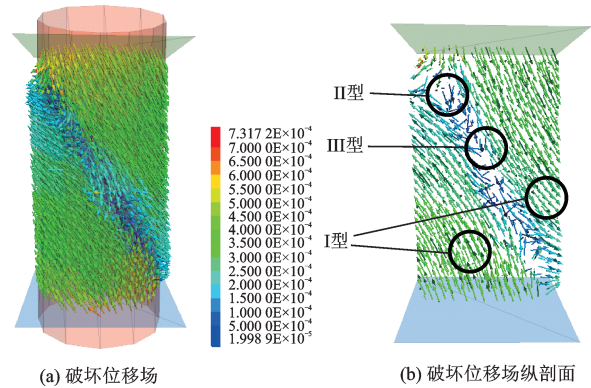 7.317 2E×10⁻⁴
7.000 0E×10⁻⁴
6.500 0E×10⁻⁴
6.000 0E×10⁻⁴
5.500 0E×10⁻⁴
5.000 0E×10⁻⁴
4.500 0E×10⁻⁴
4.000 0E×10⁻⁴
3.500 0E×10⁻⁴
3.000 0E×10⁻⁴
2.500 0E×10⁻⁴
2.000 0E×10⁻⁴
1.500 0E×10⁻⁴
1.000 0E×10⁻⁴
5.000 0E×10⁻⁴
1.998 9E×10⁻⁵
II型
III型
I型
(a) 破坏位移场
(b) 破坏位移场纵剖面